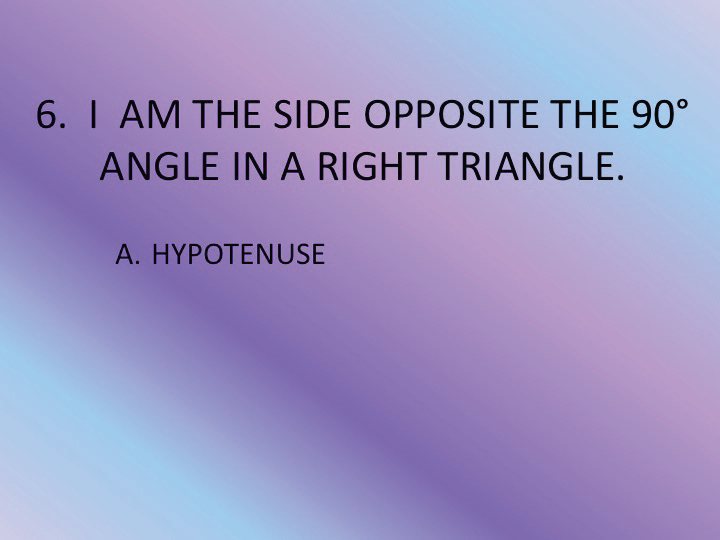 6. I AM THE SIDE OPPOSITE THE 90°
ANGLE IN A RIGHT TRIANGLE.
A. HYPOTENUSE